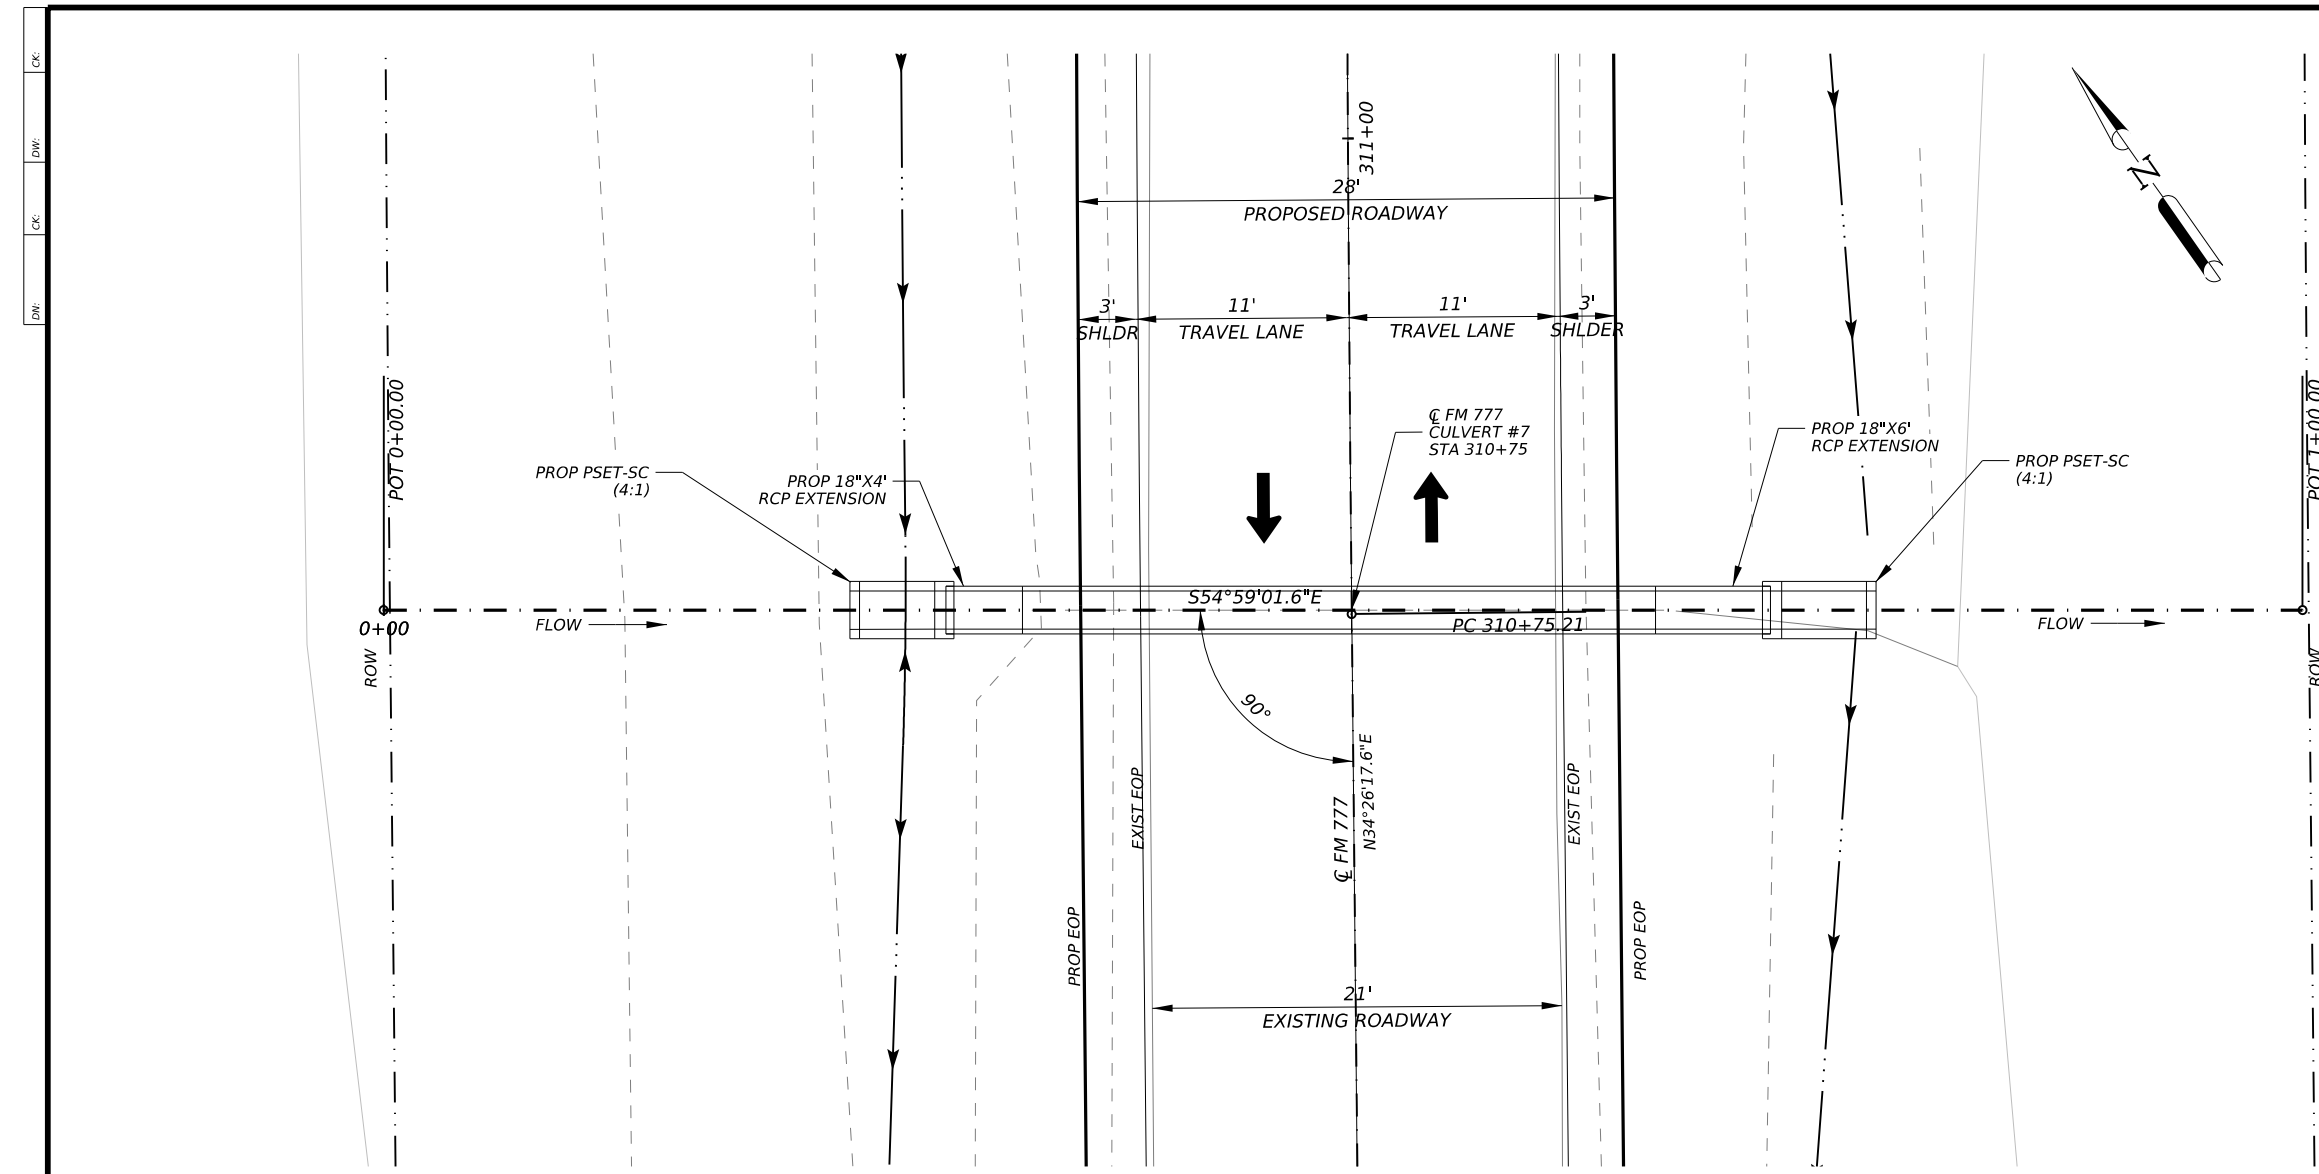 CK:
DW:
CK:
DN:
N
311+00
28'
PROPOSED ROADWAY
3'
SHLDR
11'
TRAVEL LANE
11'
TRAVEL LANE
3'
SHLDER
POT 0+00.00
POT 1+00.00
℄ FM 777
CULVERT #7
STA 310+75
PROP 18"X6'
RCP EXTENSION
PROP PSET-SC
(4:1)
PROP PSET-SC
(4:1)
PROP 18"X4'
RCP EXTENSION
S54°59'01.6"E
0+00
FLOW
PC 310+75.21
FLOW
ROW
ROW
90°
EXIST EOP
℄ FM 777
N34°26'17.6"E
EXIST EOP
PROP EOP
PROP EOP
21'
EXISTING ROADWAY